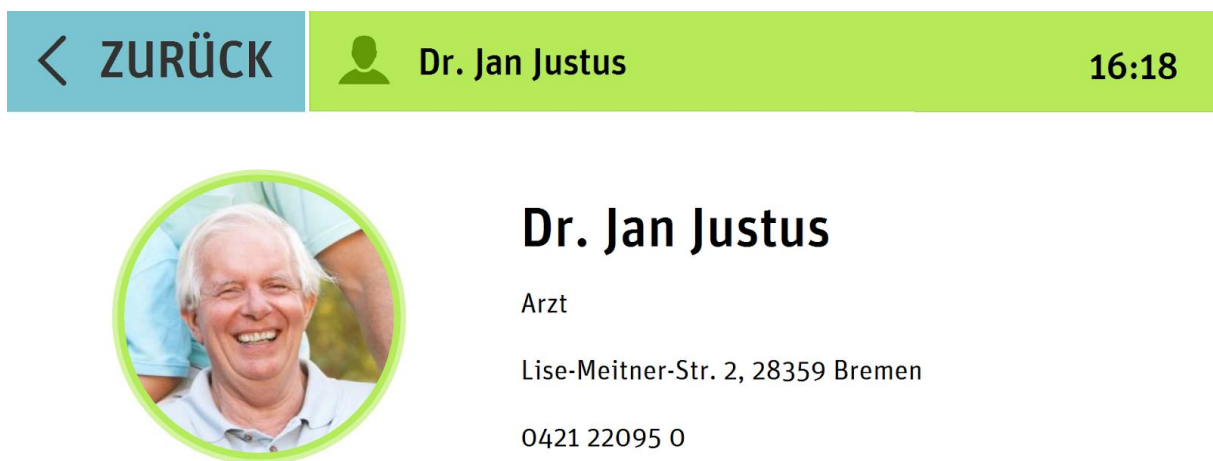 ZURÜCK Dr. Jan Justus 16:18
Dr. Jan Justus
Arzt
Lise-Meitner-Str. 2, 28359 Bremen
0421 22095 0